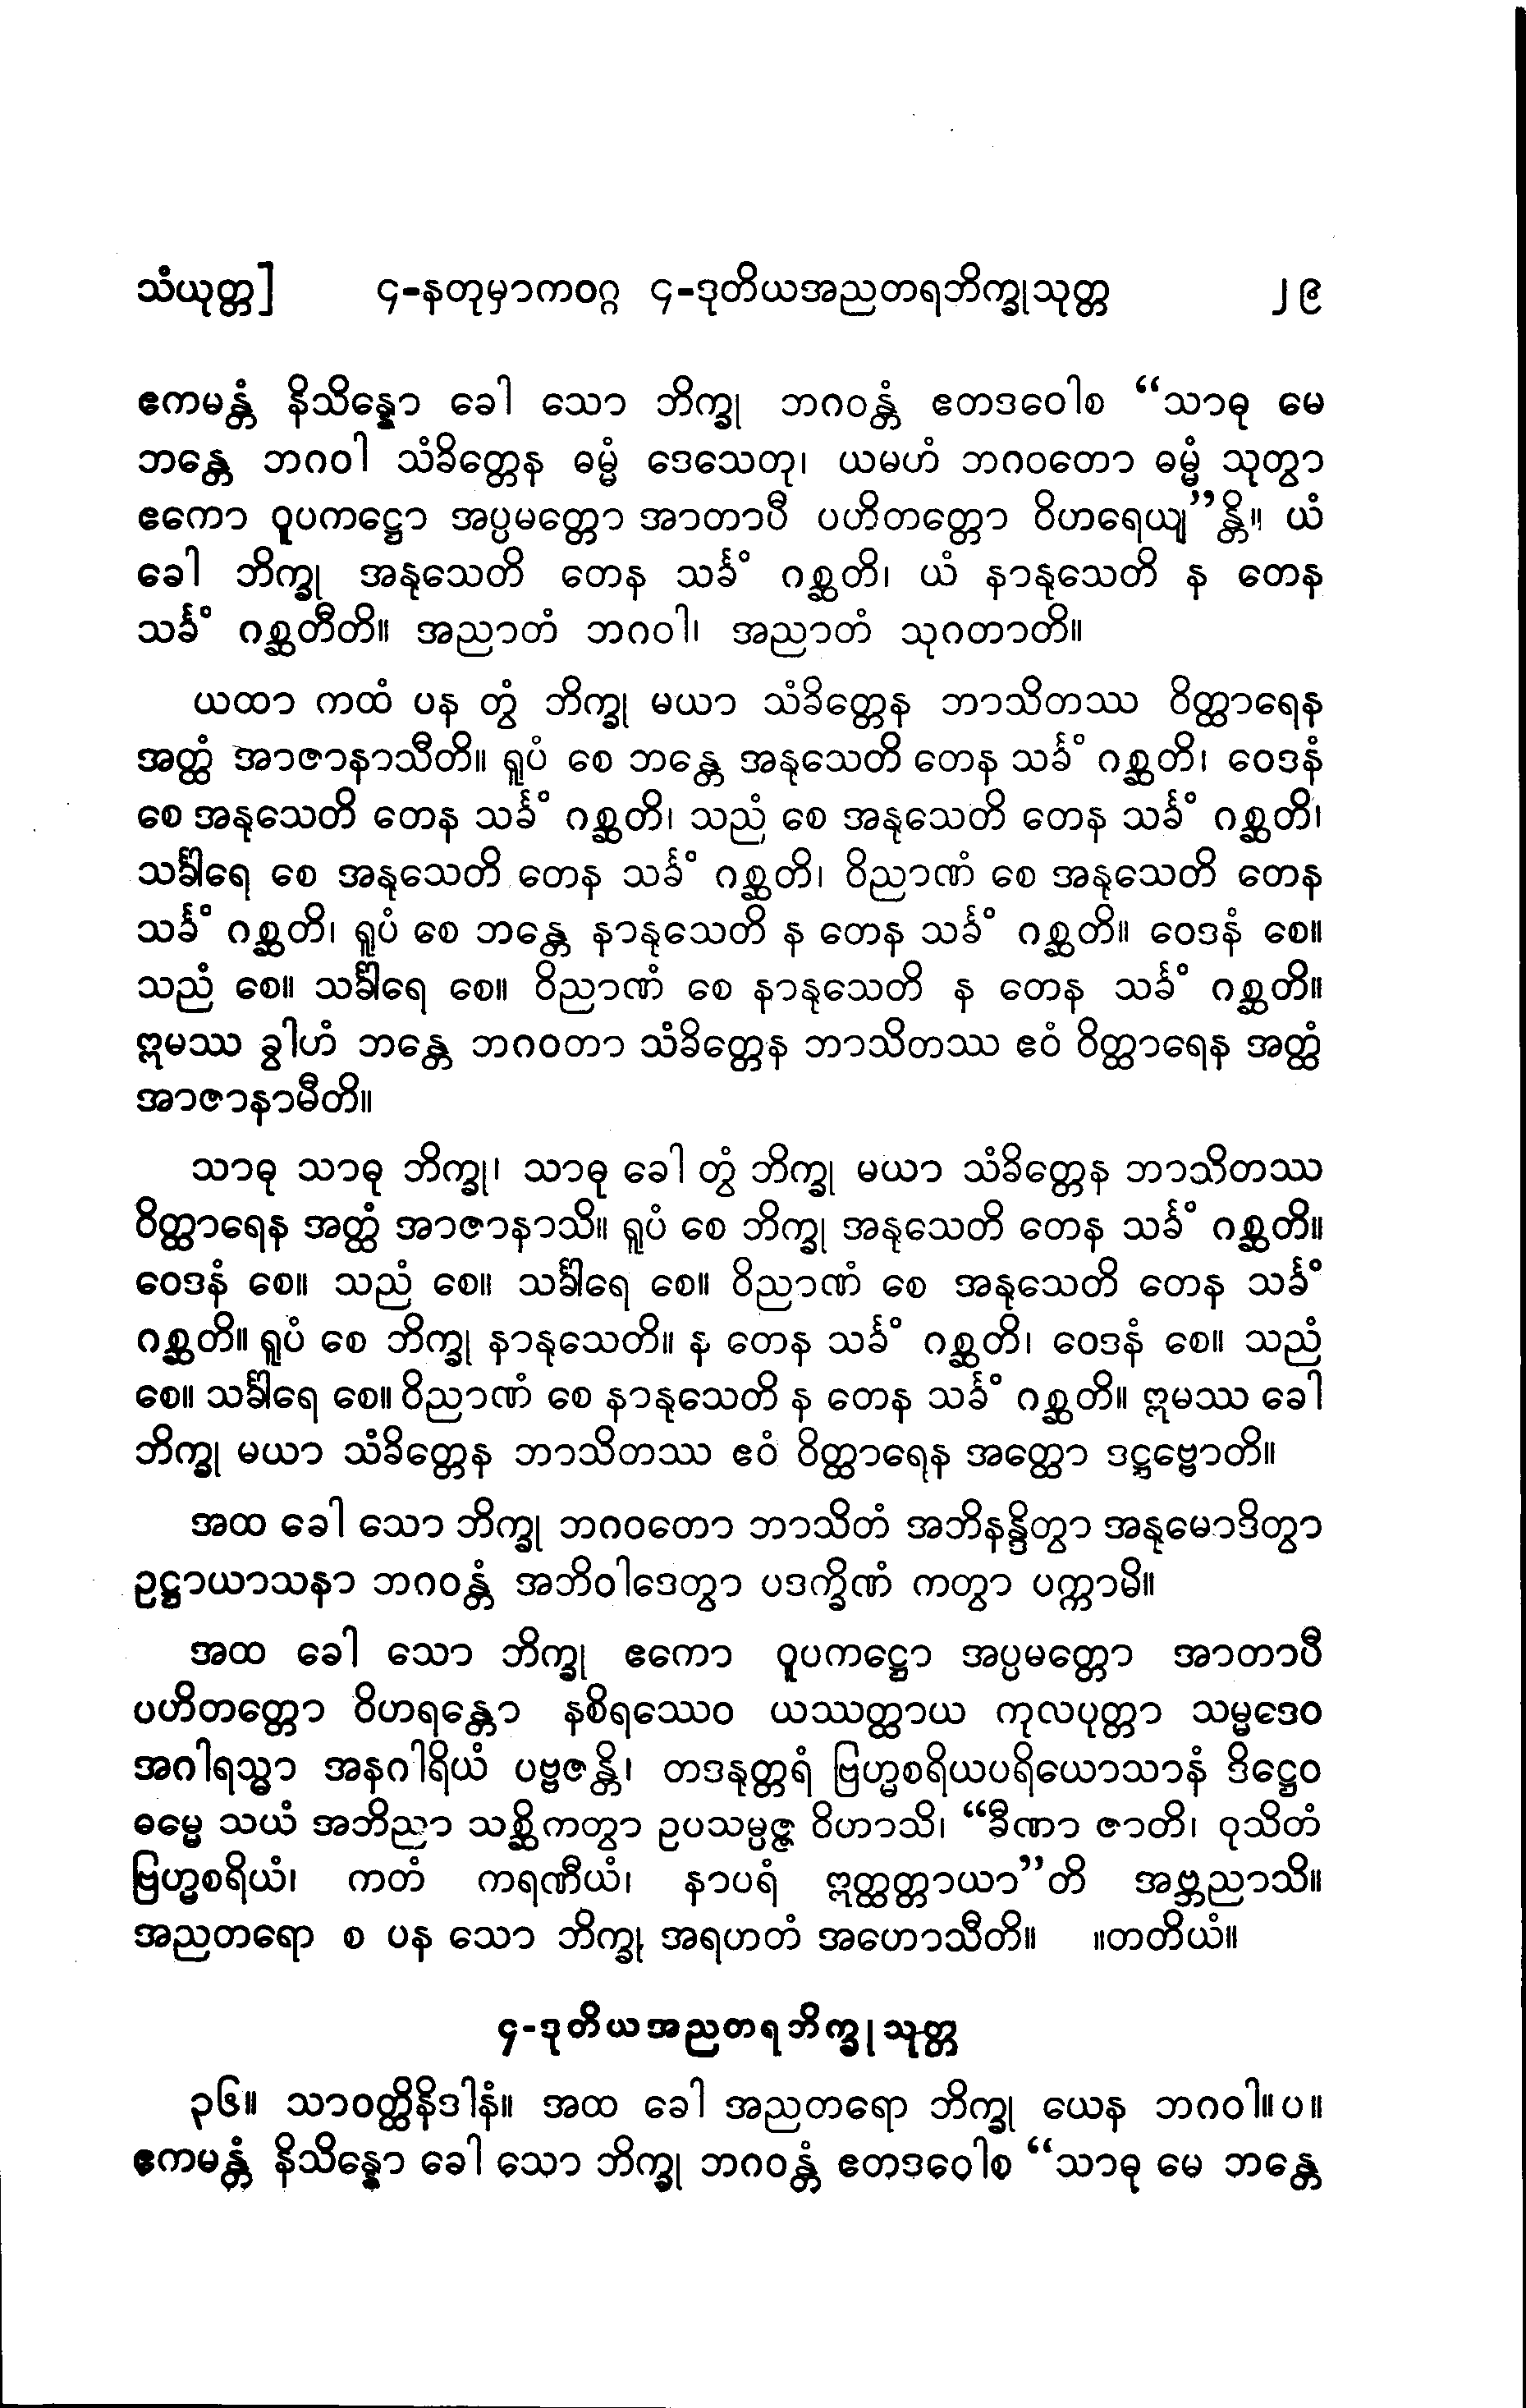 သံယုတ္တ] ၄-နတုမှာကဝဂ္ဂ ၄-ဒုတိယအညတရဘိက္ခုသုတ္တ ၂၉
ဧကမန္တံ နိသိန္နော ခေါ သော ဘိက္ခု ဘဂဝန္တံ ဧတဒဝေါစ “သာဓု မေ
ဘန္တေ ဘဂဝါ သံခိတ္တေန ဓမ္မံ ဒေသေတု၊ ယမဟံ ဘဂဝတော ဓမ္မံ သုတွာ
ဧကော ဝူပကဋ္ဌော အပ္ပမတ္တော အာတာပီ ပဟိတတ္တော ဝိဟရေယျ”န္တိ။ ယံ
ခေါ ဘိက္ခု အနုသေတိ တေန သင်္ခံ ဂစ္ဆတိ၊ ယံ နာနုသေတိ န တေန
သင်္ခံ ဂစ္ဆတီတိ။ အညာတံ ဘဂဝါ၊ အညာတံ သုဂတာတိ။
ယထာ ကထံ ပန တွံ ဘိက္ခု မယာ သံခိတ္တေန ဘာသိတဿ ဝိတ္ထာရေန
အတ္ထံ အာဇာနာသီတိ။ ရူပံ စေ ဘန္တေ အနုသေတိ တေန သင်္ခံ ဂစ္ဆတိ၊ ဝေဒနံ
စေ အနုသေတိ တေန သင်္ခံ ဂစ္ဆတိ၊ သညံ စေ အနုသေတိ တေန သင်္ခံ ဂစ္ဆတိ၊
သင်္ခါရေ စေ အနုသေတိ တေန သင်္ခံ ဂစ္ဆတိ၊ ဝိညာဏံ စေ အနုသေတိ တေန
သင်္ခံ ဂစ္ဆတိ၊ ရူပံ စေ ဘန္တေ နာနုသေတိ န တေန သင်္ခံ ဂစ္ဆတိ။ ဝေဒနံ စေ။
သညံ စေ။ သင်္ခါရေ စေ။ ဝိညာဏံ စေ နာနုသေတိ န တေန သင်္ခံ ဂစ္ဆတိ။
ဣမဿ ခွါဟံ ဘန္တေ ဘဂဝတာ သံခိတ္တေန ဘာသိတဿ ဧဝံ ဝိတ္ထာရေန အတ္ထံ
အာဇာနာမီတိ။
သာဓု သာဓု ဘိက္ခု၊ သာဓု ခေါ တွံ ဘိက္ခု မယာ သံခိတ္တေန ဘာသိတဿ
ဝိတ္ထာရေန အတ္ထံ အာဇာနာသိ။ ရူပံ စေ ဘိက္ခု အနုသေတိ တေန သင်္ခံ ဂစ္ဆတိ။
ဝေဒနံ စေ။ သညံ စေ။ သင်္ခါရေ စေ။ ဝိညာဏံ စေ အနုသေတိ တေန သင်္ခံ
ဂစ္ဆတိ။ ရူပံ စေ ဘိက္ခု နာနုသေတိ။ န တေန သင်္ခံ ဂစ္ဆတိ၊ ဝေဒနံ စေ။ သညံ
စေ။ သင်္ခါရေ စေ။ ဝိညာဏံ စေ နာနုသေတိ န တေန သင်္ခံ ဂစ္ဆတိ။ ဣမဿ ခေါ
ဘိက္ခု မယာ သံခိတ္တေန ဘာသိတဿ ဧဝံ ဝိတ္ထာရေန အတ္ထော ဒဋ္ဌဗ္ဗောတိ။
အထ ခေါ သော ဘိက္ခု ဘဂဝတော ဘာသိတံ အဘိနန္ဒိတွာ အနုမောဒိတွာ
ဥဋ္ဌာယာသနာ ဘဂဝန္တံ အဘိဝါဒေတွာ ပဒက္ခိဏံ ကတွာ ပက္ကာမိ။
အထ ခေါ သော ဘိက္ခု ဧကော ဝူပကဋ္ဌော အပ္ပမတ္တော အာတာပီ
ပဟိတတ္တော ဝိဟရန္တော နစိရဿေဝ ယဿတ္ထာယ ကုလပုတ္တာ သမ္မဒေဝ
အဂါရသ္မာ အနဂါရိယံ ပဗ္ဗဇန္တိ၊ တဒနုတ္တရံ ဗြဟ္မစရိယပရိယောသာနံ ဒိဋ္ဌေဝ
ဓမ္မေ သယံ အဘိညာ သစ္ဆိကတွာ ဥပသမ္ပဇ္ဇ ဝိဟာသိ၊ “ခီဏာ ဇာတိ၊ ဝုသိတံ
ဗြဟ္မစရိယံ၊ ကတံ ကရဏီယံ၊ နာပရံ ဣတ္ထတ္တာယာ”တိ အဗ္ဘညာသိ။
အညတရော စ ပန သော ဘိက္ခု အရဟတံ အဟောသီတိ။ ။တတိယံ။
၄-ဒုတိယအညတရဘိက္ခုသုတ္တ
၃၆။ သာဝတ္ထိနိဒါနံ။ အထ ခေါ အညတရော ဘိက္ခု ယေန ဘဂဝါ။ပ။
ဧကမန္တံ နိသိန္နော ခေါ သော ဘိက္ခု ဘဂဝန္တံ ဧတဒဝေါစ “သာဓု မေ ဘန္တေ